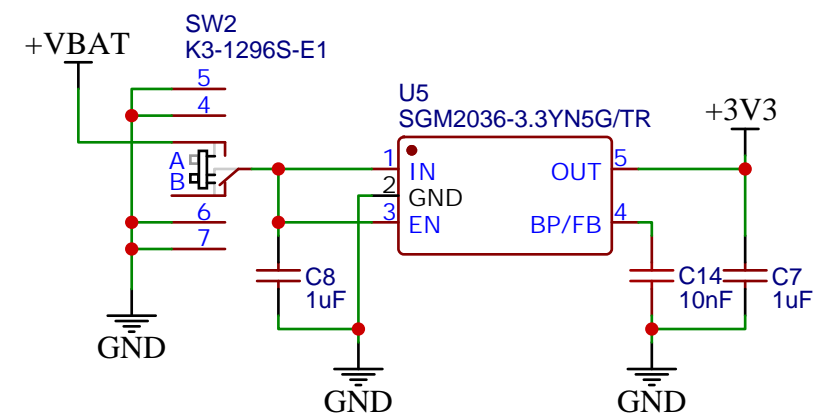 SW2
K3-1296S-E1
+VBAT
5
4
A
B
6
7
GND
U5
SGM2036-3.3YN5G/TR
1
IN
2
GND
3
EN
OUT
5
BP/FB
4
+3V3
C8
1uF
GND
C14
10nF
C7
1uF
GND